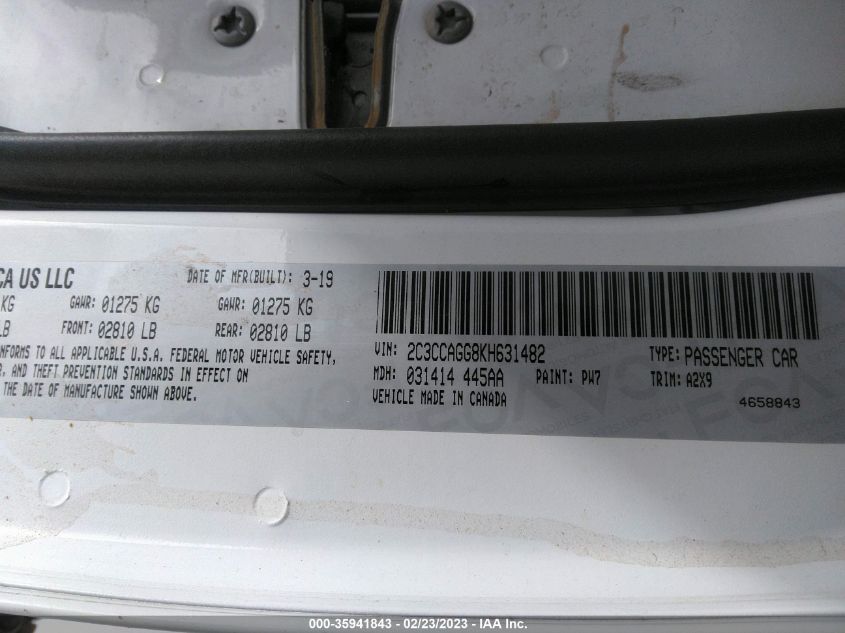 CA US LLC DATE OF MFR(BUILT): 3-19
KG GAWR: 01275 KG GAWR: 01275 KG
LB FRONT: 02810 LB REAR: 02810 LB
NFORMS TO ALL APPLICABLE U.S.A. FEDERAL MOTOR VEHICLE SAFETY,
R. AND THEFT PREVENTION STANDARDS IN EFFECT ON
THE DATE OF MANUFACTURE SHOWN ABOVE.
VIN: 2C3CCAGG8KH631482 TYPE: PASSENGER CAR
MDH: 031414 445AA PAINT: PW7 TRIM: A2X9
VEHICLE MADE IN CANADA 4658843
000-35941843 - 02/23/2023 - IAA Inc.